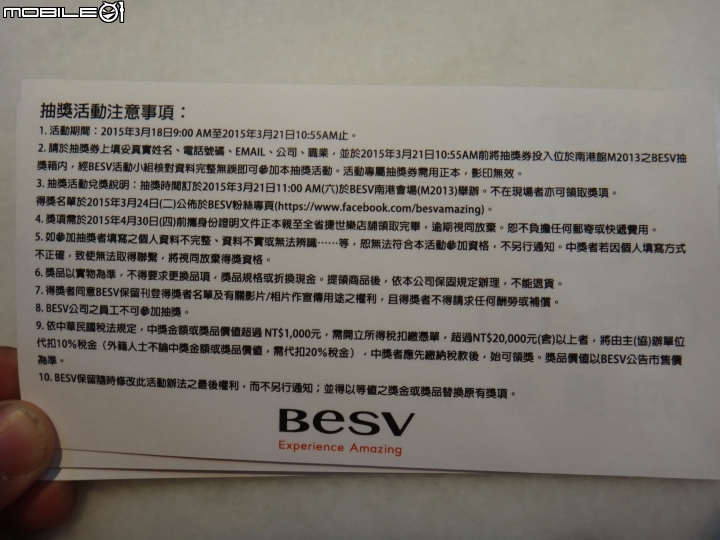 MOBILE01
抽獎活動注意事項：
1. 活動期間：2015年3月18日9:00 AM至2015年3月21日10:55AM止。
2. 請於抽獎券上填妥真實姓名、電話號碼、EMAIL、公司、職業，並於2015年3月21日10:55AM前將抽獎券投入位於南港館M2013之BESV抽
獎箱內，經BESV活動小組核對資料完整無誤即可參加本抽獎活動。活動專屬抽獎券需用正本，影印無效。
3. 抽獎活動兌獎說明：抽獎時間訂於2015年3月21日11:00 AM(六)於BESV南港會場(M2013)舉辦。不在現場者亦可領取獎項。
得獎名單於2015年3月24日(二)公佈於BESV粉絲專頁(https://www.facebook.com/besvamazing)。
4. 獎項需於2015年04月30日(四)前攜身份證明文件正本親至全省捷世樂店舖領取完畢，逾期視同放棄。恕不負擔任何郵寄或快遞費用。
5. 如參加抽獎者填寫之個人資料不完整、資料不實或無法辨識……等，恕無法符合本活動參加資格，不另行通知。中獎者若因個人填寫方式
不正確，致使無法取得聯繫，將視同放棄得獎資格。
6. 獎品以實物為準，不得要求更換品項，獎品規格或折換現金。提領商品後，依本公司保固規定辦理，不能退貨。
7. 得獎者同意BESV保留刊登得獎者名單及有關影片/相片作宣傳用途之權利，且得獎者不得請求任何酬勞或補償。
8. BESV公司之員工不可參加抽獎。
9. 依中華民國稅法規定，中獎金額或獎品價值超過 NT$1,000元，需開立所得稅扣繳憑單，超過NT$20,000元(含)以上者，將由主(協)辦單位
代扣10%稅金（外籍人士不論中獎金額或獎品價值，需代扣20%稅金），中獎者應先繳納稅款後，始可領獎。獎品價值以BESV公告市售價
為準。
10. BESV保留隨時修改此活動辦法之最後權利，而不另行通知；並得以等值之獎金或獎品替換原有獎項。
BESV
Experience Amazing